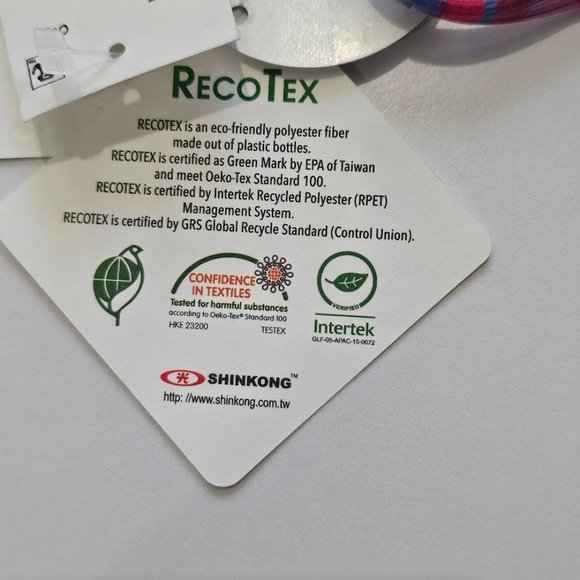 RECOTEX
RECOTEX is an eco-friendly polyester fiber
made out of plastic bottles.
RECOTEX is certified as Green Mark by EPA of Taiwan
and meet Oeko-Tex Standard 100.
RECOTEX is certified by Intertek Recycled Polyester (RPET)
Management System.
RECOTEX is certified by GRS Global Recycle Standard (Control Union).
CONFIDENCE
IN TEXTILES
Tested for harmful substances
according to Oeko-Tex® Standard 100
HKE 23200 TESTEX
VERIFIED
Intertek
GLF-05-APAC-15-0072
光 SHINKONG™
http: //www.shinkong.com.tw